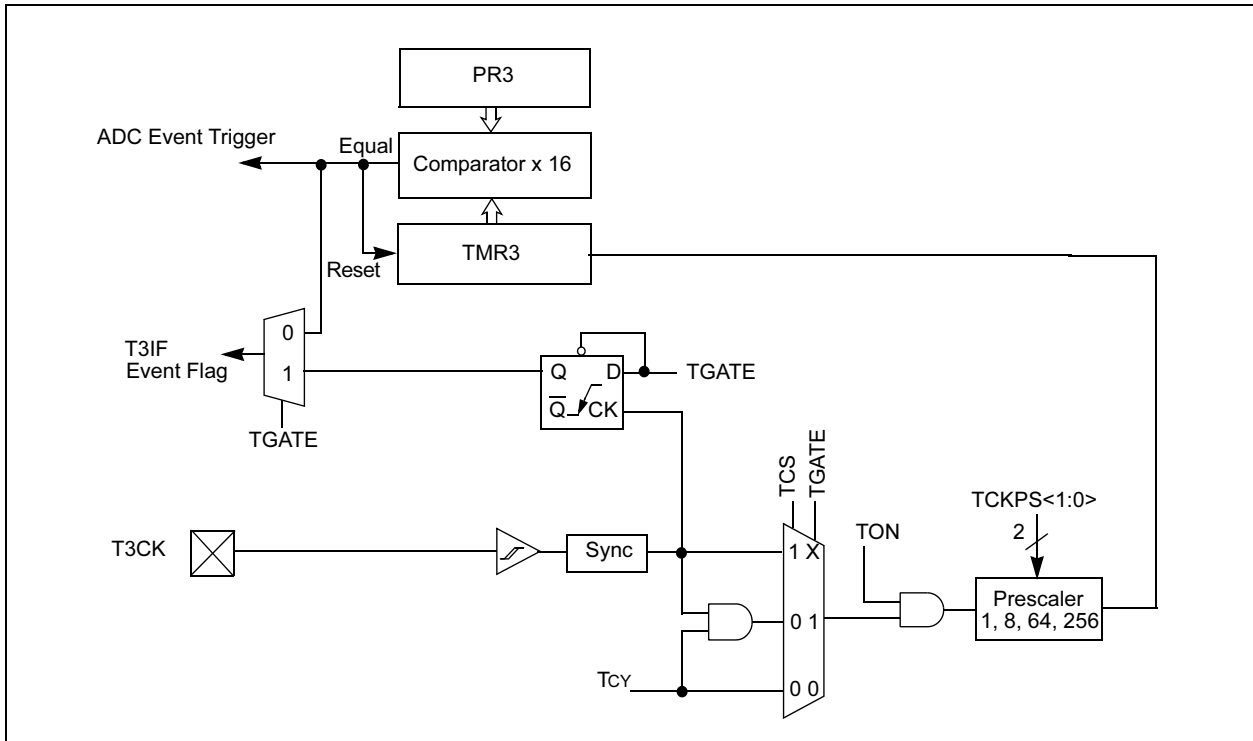 PR3
ADC Event Trigger
Equal
Comparator x 16
TMR3
Reset
0
T3IF
Event Flag
1
Q
D
TGATE
Q̅
CK
TGATE
TCS
TGATE
TCKPS<1:0>
2
TON
T3CK
Sync
1 X
Prescaler
1, 8, 64, 256
0 1
TCY
0 0